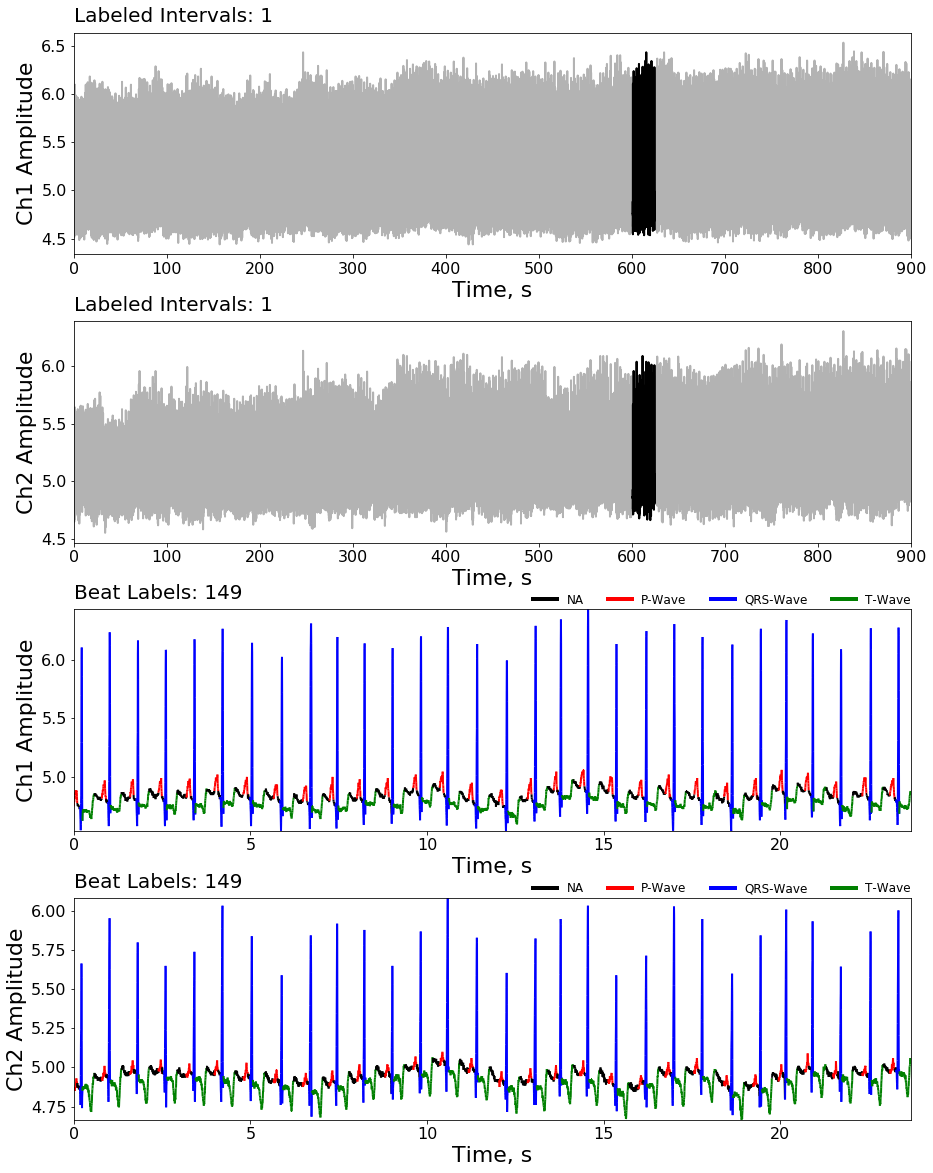 Labeled Intervals: 1
6.5
6.0
5.5
5.0
4.5
Ch1 Amplitude
0 100 200 300 400 500 600 700 800 900
Time, s
Labeled Intervals: 1
6.0
5.5
5.0
4.5
Ch2 Amplitude
0 100 200 300 400 500 600 700 800 900
Time, s
Beat Labels: 149
NA P-Wave QRS-Wave T-Wave
6.0
5.5
5.0
Ch1 Amplitude
0 5 10 15 20
Time, s
Beat Labels: 149
NA P-Wave QRS-Wave T-Wave
6.00
5.75
5.50
5.25
5.00
4.75
Ch2 Amplitude
0 5 10 15 20
Time, s